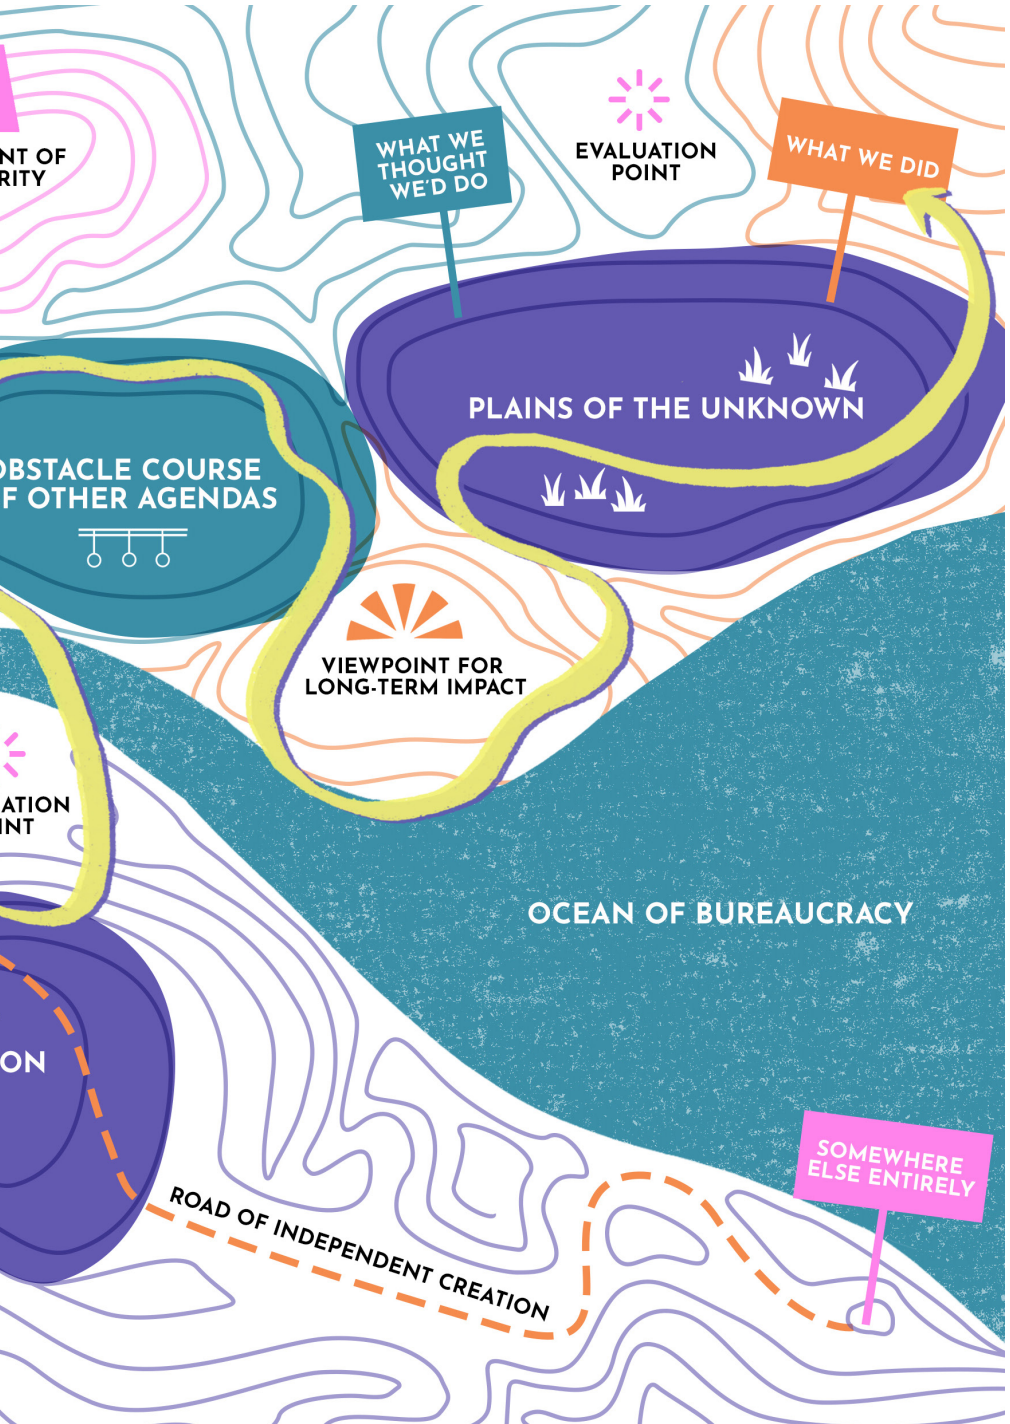 NT OF
RITY
WHAT WE
THOUGHT
WE'D DO
EVALUATION
POINT
WHAT WE DID
PLAINS OF THE UNKNOWN
OBSTACLE COURSE
F OTHER AGENDAS
VIEWPOINT FOR
LONG-TERM IMPACT
ATION
INT
OCEAN OF BUREAUCRACY
ON
SOMEWHERE
ELSE ENTIRELY
ROAD OF INDEPENDENT CREATION